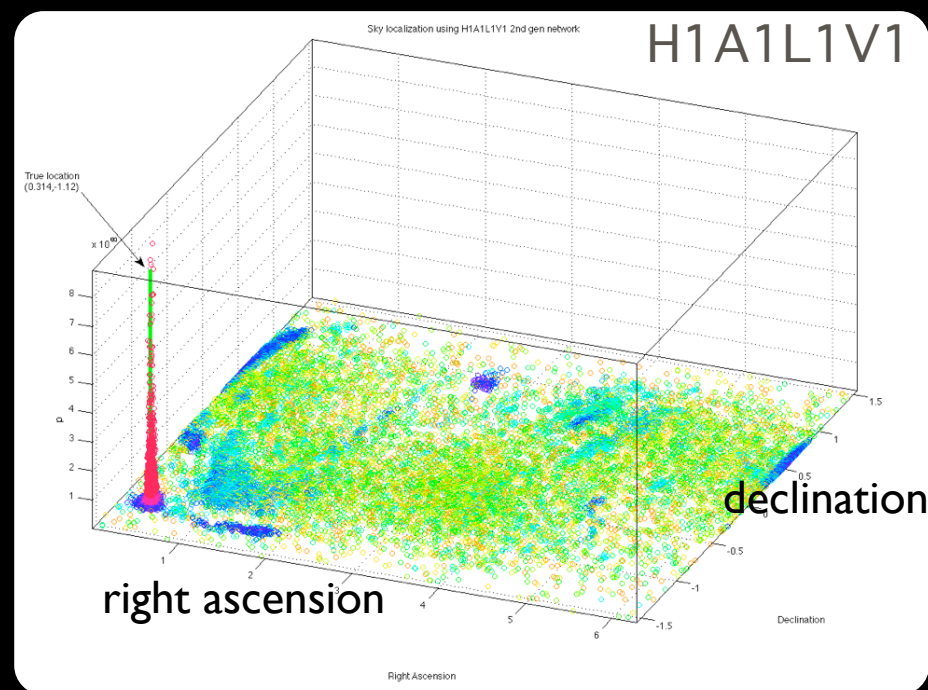 Sky localization using H1A1L1V1 2nd gen network
H1A1L1V1
True location
(0.314,-1.12)
x 10⁸
8
7
6
5
4
3
2
1
p
1
2
3
4
5
6
-1.5
-1
-0.5
0
0.5
1
1.5
declination
right ascension
Declination
Right Ascension